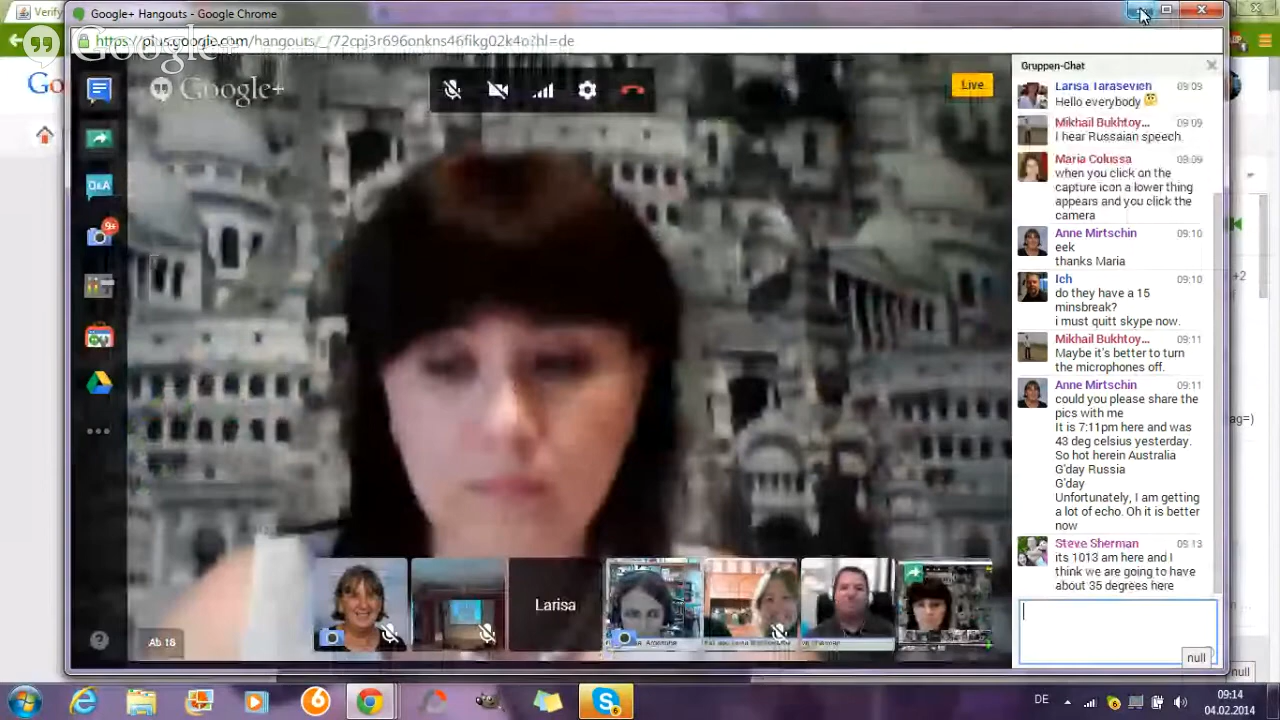 Verify
Google+ Hangouts - Google Chrome
https://plus.google.com/hangouts/_/72cpj3r696onkns46fikg02k4o?hl=de
Google+
Google+
Live
Q&A
Ab 18
Larisa
Gruppen-Chat
Larisa Tarasevich 09:09
Hello everybody
Mikhail Bukhtoy... 09:09
I hear Russaian speech
Maria Colussa 09:09
when you click on the
capture icon a lower thing
appears and you click the
camera
Anne Mirtschin 09:10
eek
thanks Maria
Ich 09:10
do they have a 15
minsbreak?
i must quitt skype now.
Mikhail Bukhtoy... 09:11
Maybe it's better to turn
the microphones off.
Anne Mirtschin 09:11
could you please share the
pics with me
It is 7:11pm here and was
43 deg celsius yesterday.
So hot herein Australia
G'day Russia
G'day
Unfortunately, I am getting
a lot of echo. Oh it is better
now
Steve Sherman 09:13
its 1013 am here and I
think we are going to have
about 35 degrees here
null
null
+2
ag=)
DE
09:14
04.02.2014